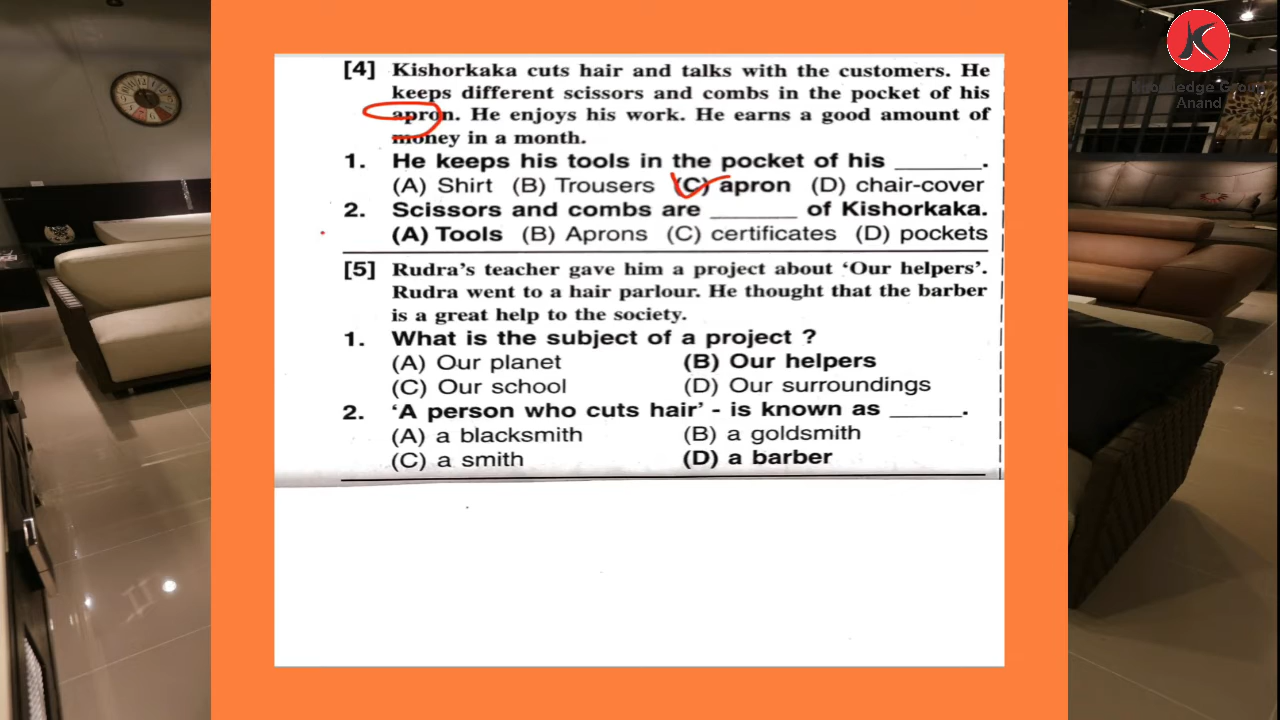 Knowledge Group
Anand
[4] Kishorkaka cuts hair and talks with the customers. He
keeps different scissors and combs in the pocket of his
apron. He enjoys his work. He earns a good amount of
money in a month.
1. He keeps his tools in the pocket of his ______.
(A) Shirt (B) Trousers (C) apron (D) chair-cover
2. Scissors and combs are ______ of Kishorkaka.
(A) Tools (B) Aprons (C) certificates (D) pockets
[5] Rudra's teacher gave him a project about 'Our helpers'.
Rudra went to a hair parlour. He thought that the barber
is a great help to the society.
1. What is the subject of a project ?
(A) Our planet (B) Our helpers
(C) Our school (D) Our surroundings
2. 'A person who cuts hair' - is known as _____.
(A) a blacksmith (B) a goldsmith
(C) a smith (D) a barber